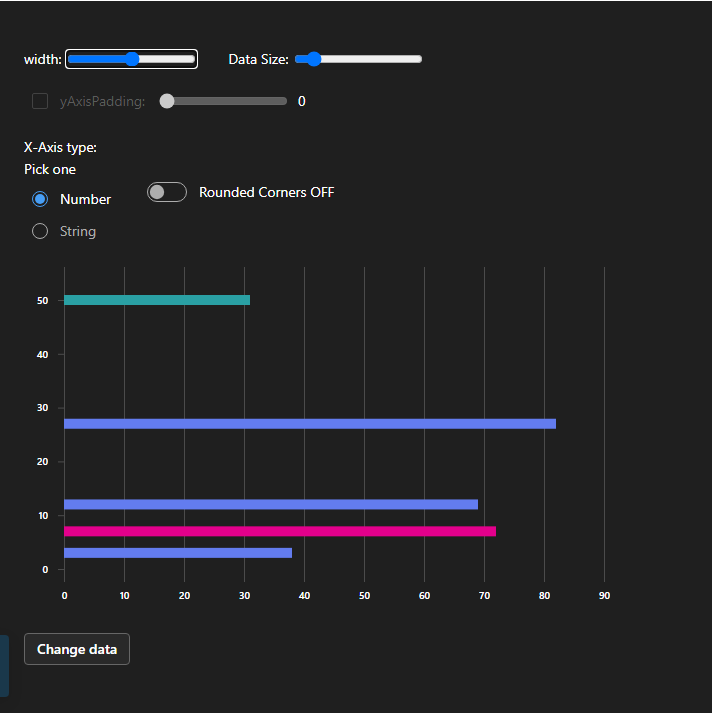 width: Data Size:
yAxisPadding: 0
X-Axis type:
Pick one
Number
Rounded Corners OFF
String
50
40
30
20
10
0
0 10 20 30 40 50 60 70 80 90
Change data